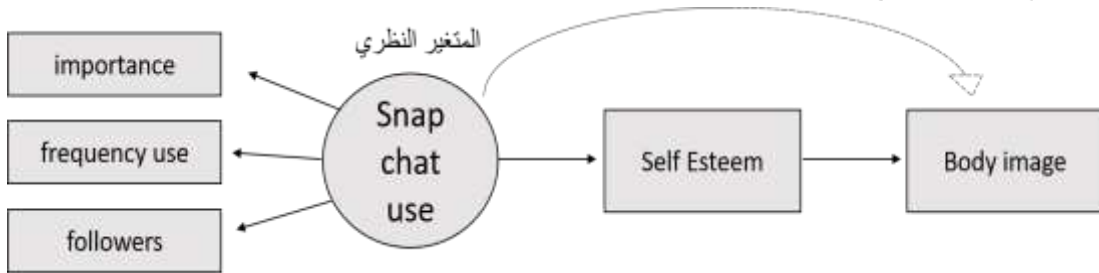 المتغير النظري
importance
frequency use
followers
Snap
chat
use
Self Esteem
Body image